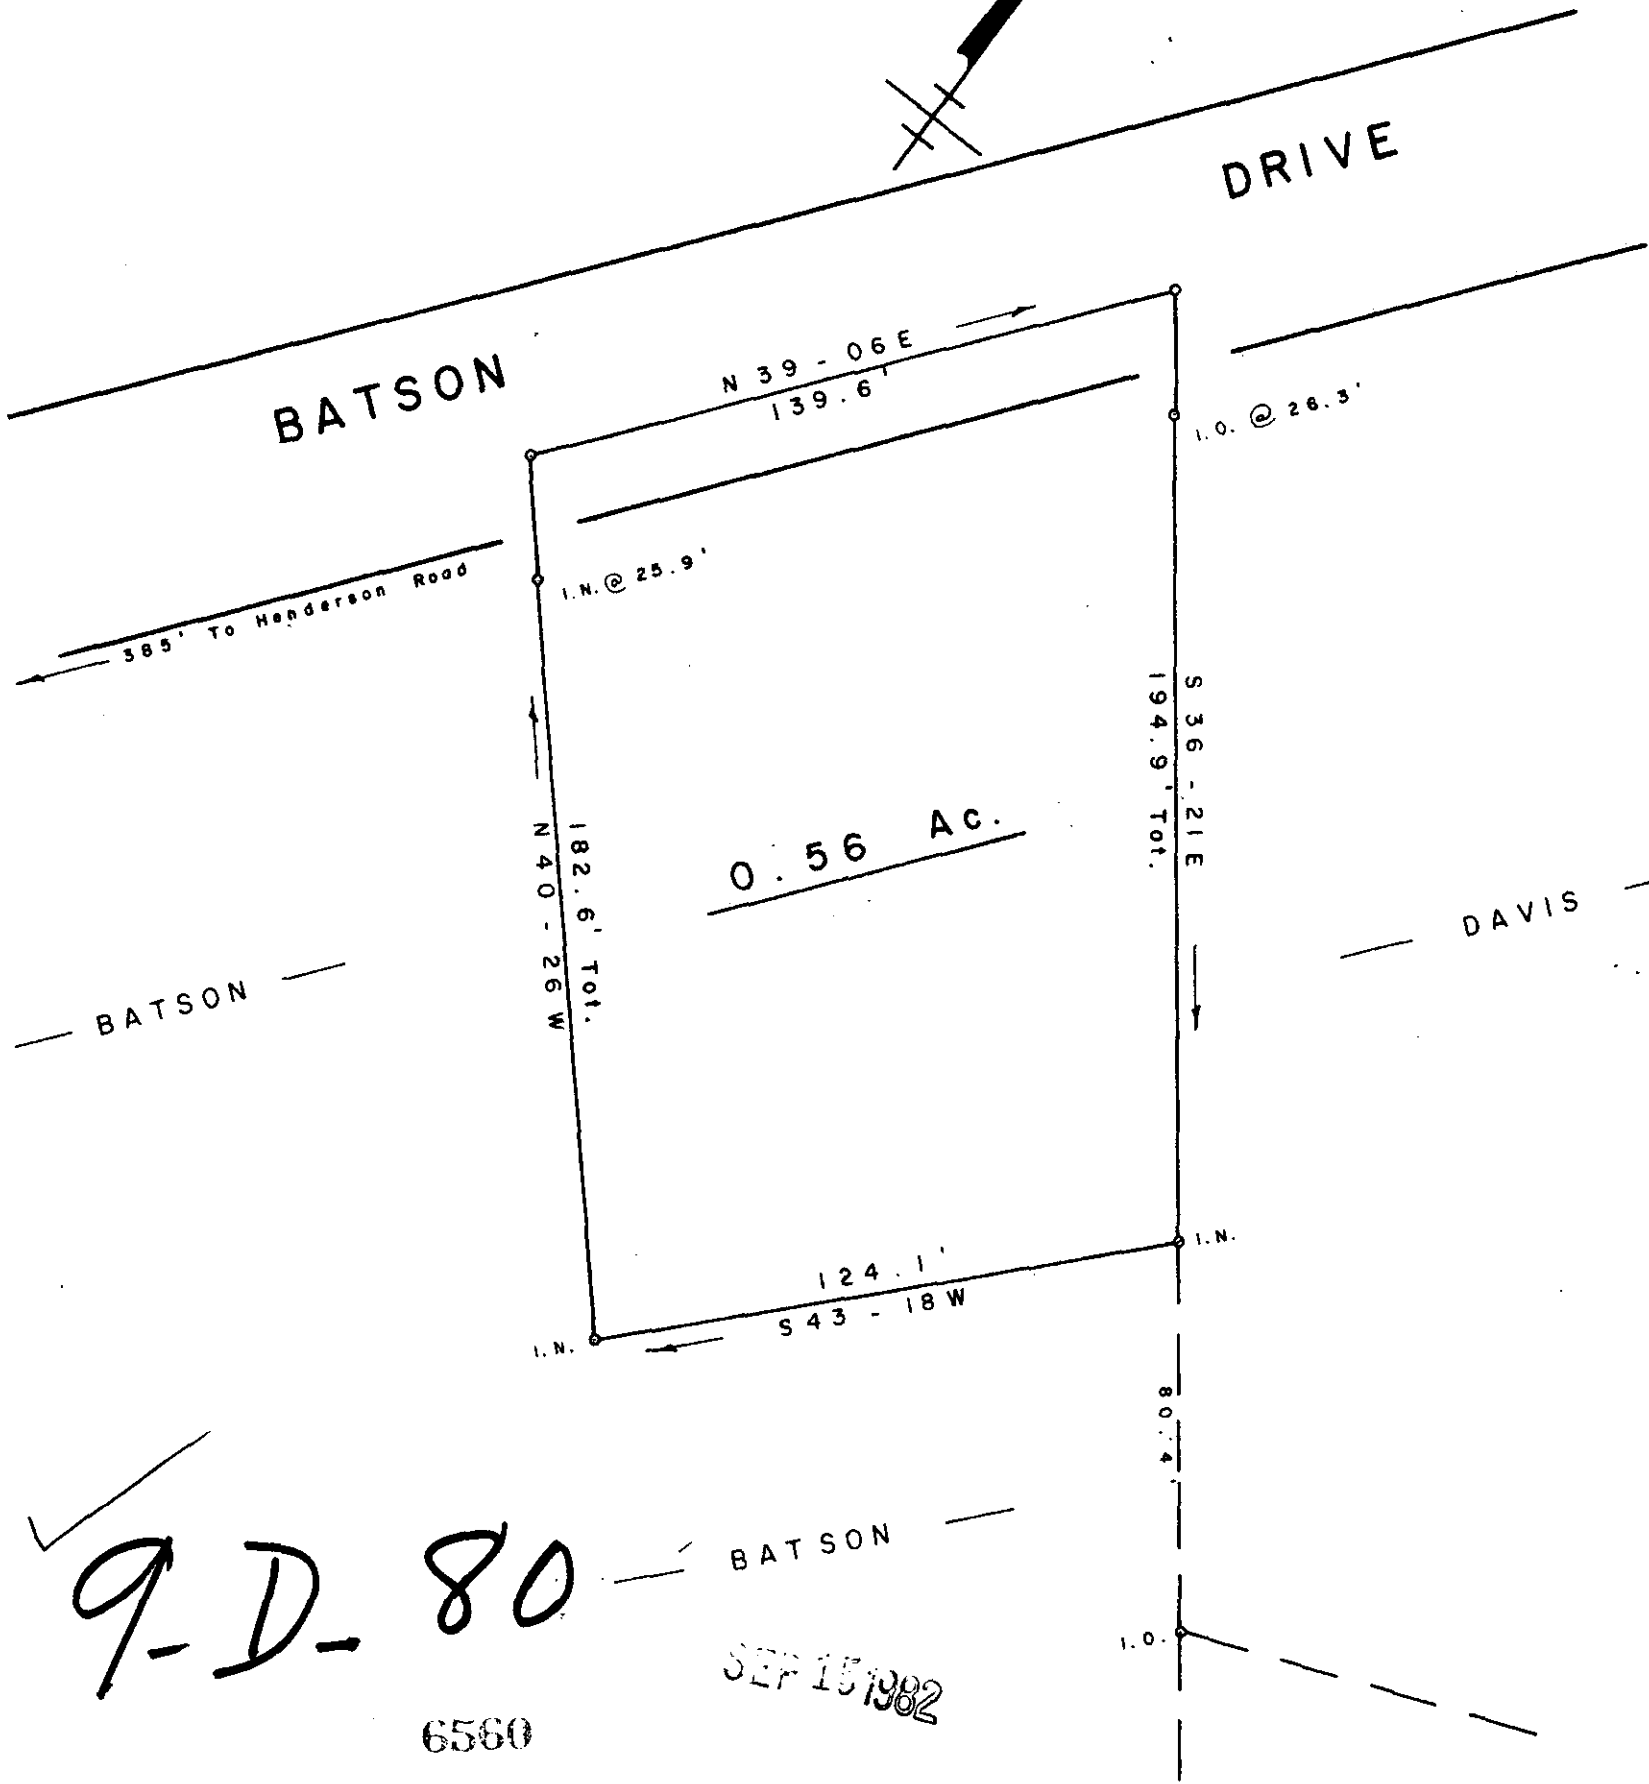 DRIVE
BATSON
N 39 - 06 E
139.6'
I.O. @ 26.3'
I.N. @ 25.9'
385' To Henderson Road
S 36 - 21 E
194.9' Tot.
182.6' Tot.
N 40 - 26 W
0.56 Ac.
DAVIS
BATSON
I.N.
124.1'
S 43 - 18 W
I.N.
80.4'
BATSON
9-D-80
I.O.
SEP 15 1982
6560